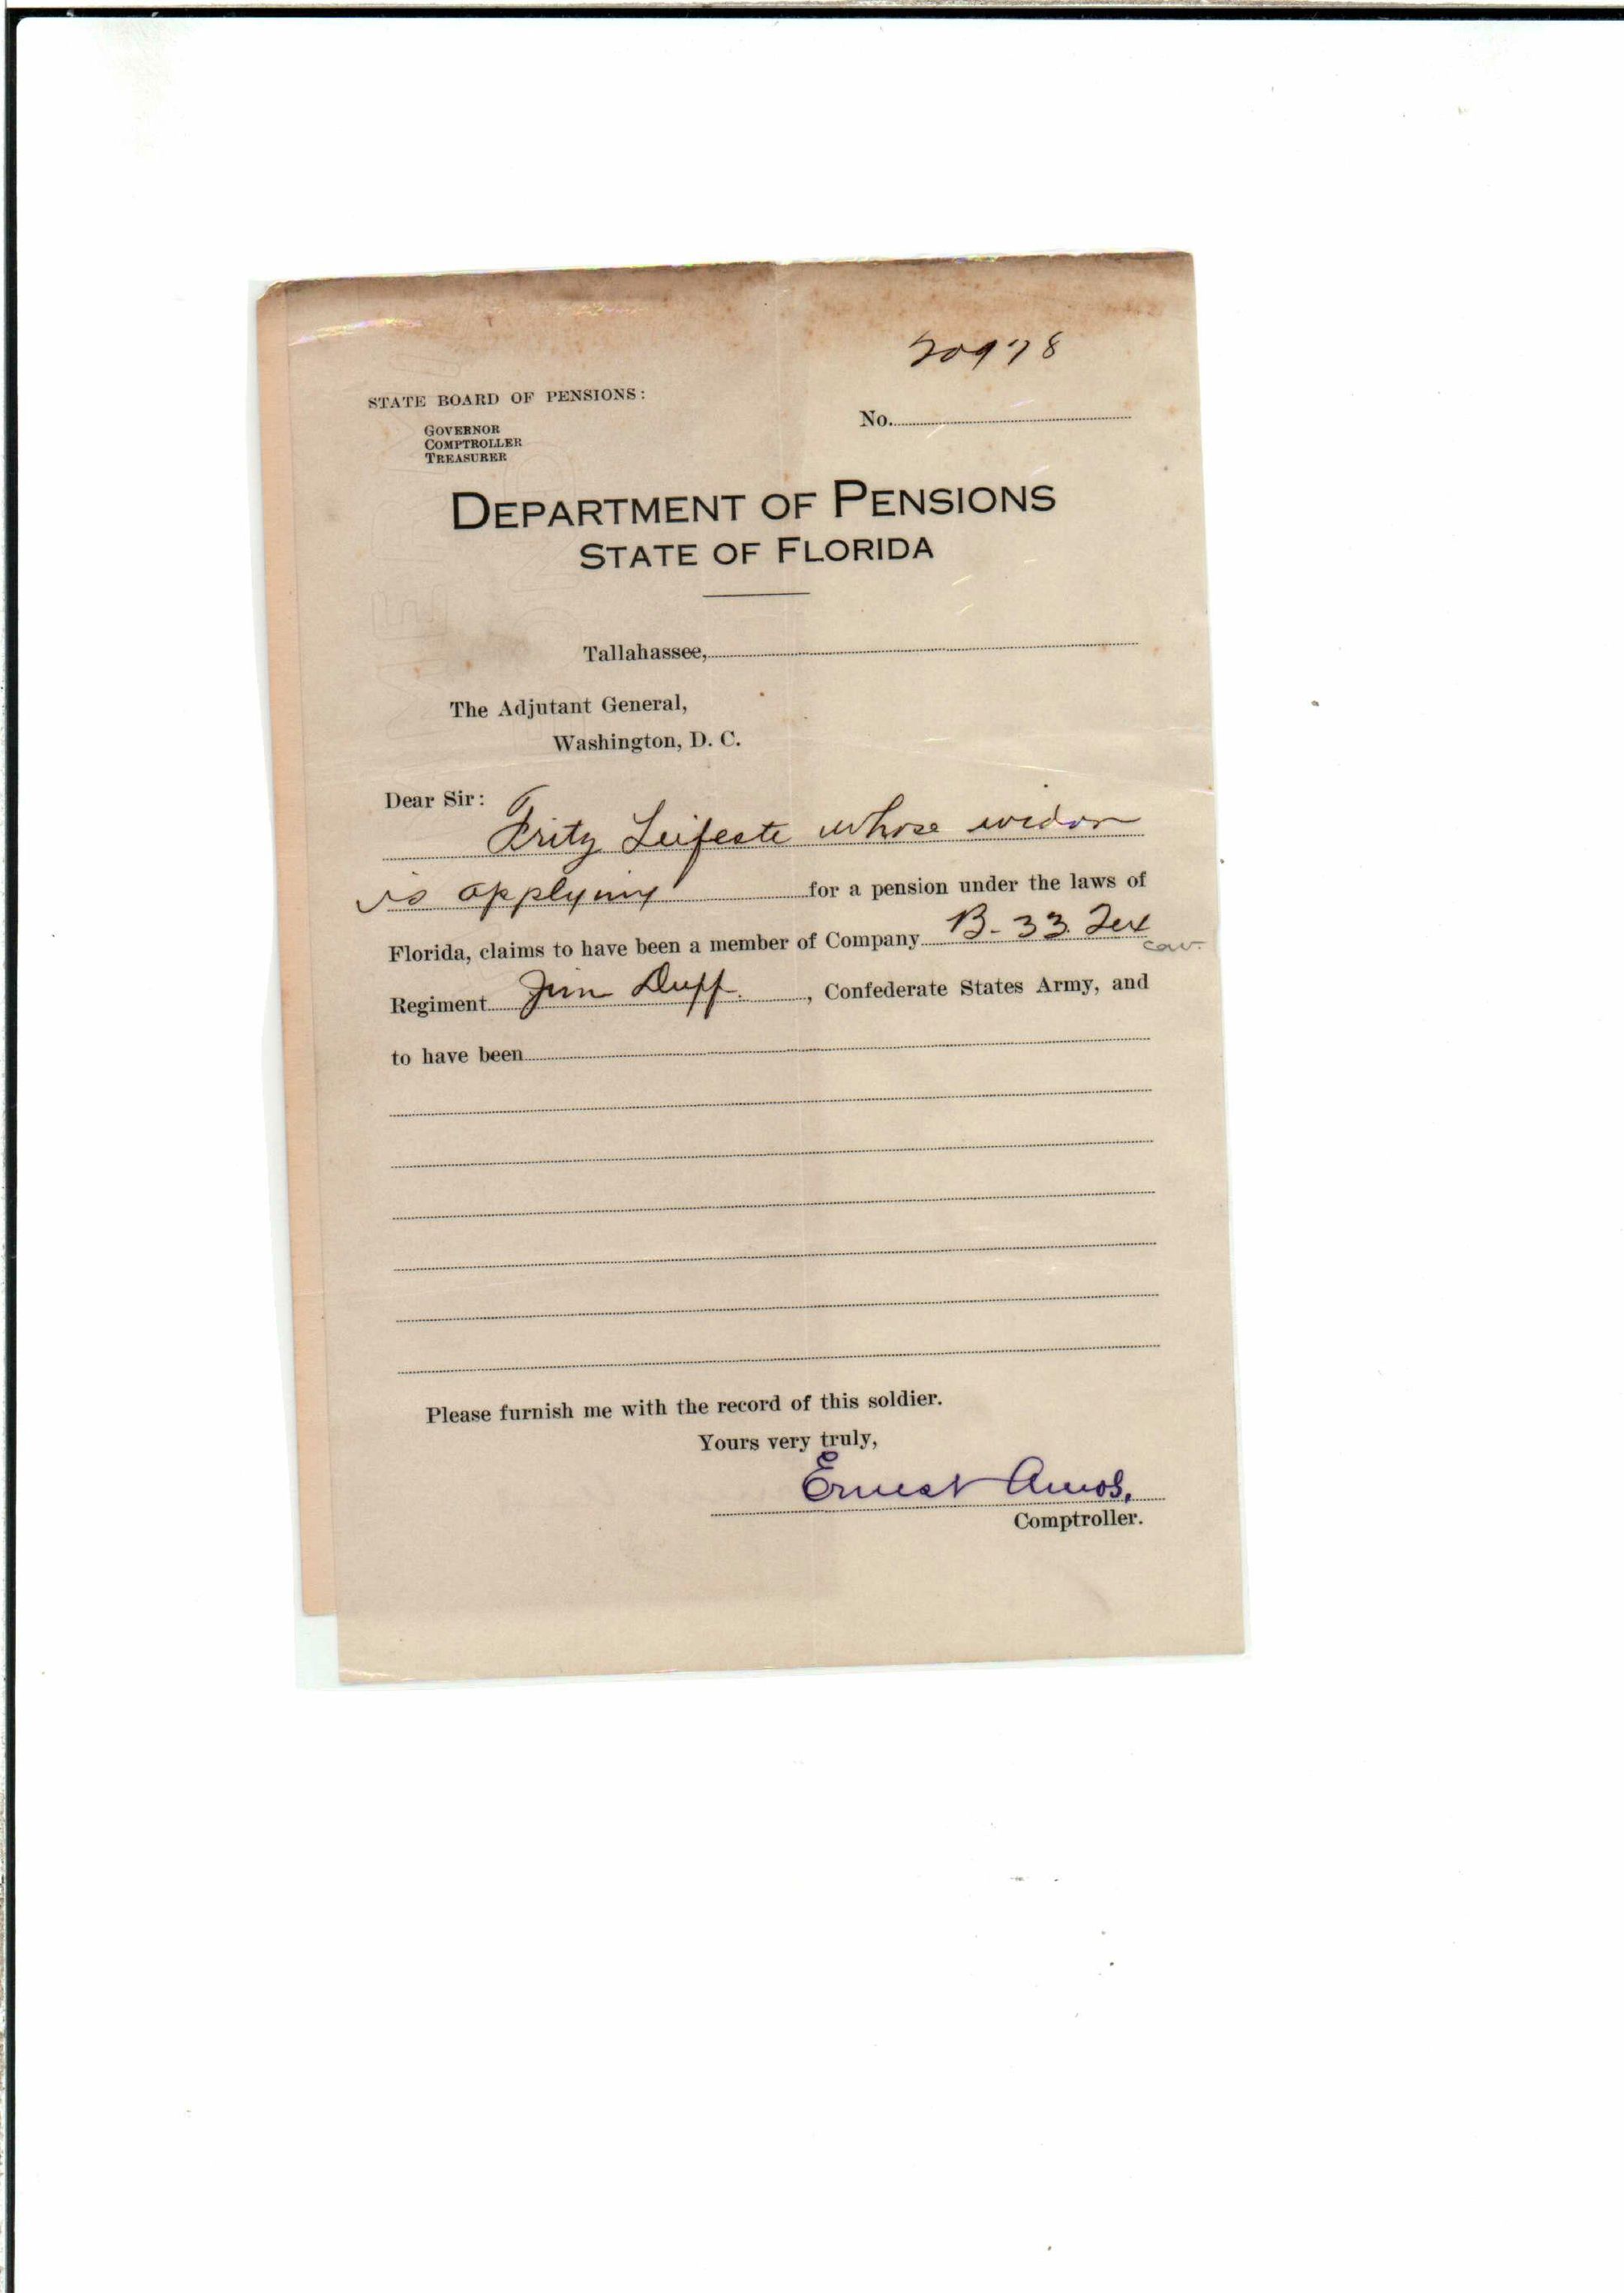 20978
STATE BOARD OF PENSIONS:
GOVERNOR
COMPTROLLER
TREASURER
No.
DEPARTMENT OF PENSIONS
STATE OF FLORIDA
Tallahassee,
The Adjutant General,
Washington, D. C.
Dear Sir:
Fritz Leifeste whose widow
is applying for a pension under the laws of
Florida, claims to have been a member of Company B-33. Tex
cav.
Regiment Jim Duff. , Confederate States Army, and
to have been
Please furnish me with the record of this soldier.
Yours very truly,
Ernest Amos,
Comptroller.